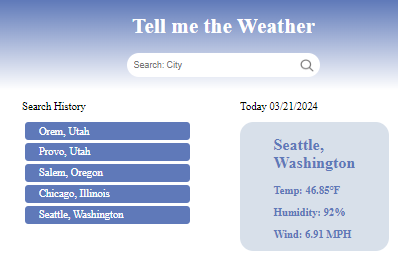 Tell me the Weather
Search: City
Search History
Orem, Utah
Provo, Utah
Salem, Oregon
Chicago, Illinois
Seattle, Washington
Today 03/21/2024
Seattle,
Washington
Temp: 46.85°F
Humidity: 92%
Wind: 6.91 MPH